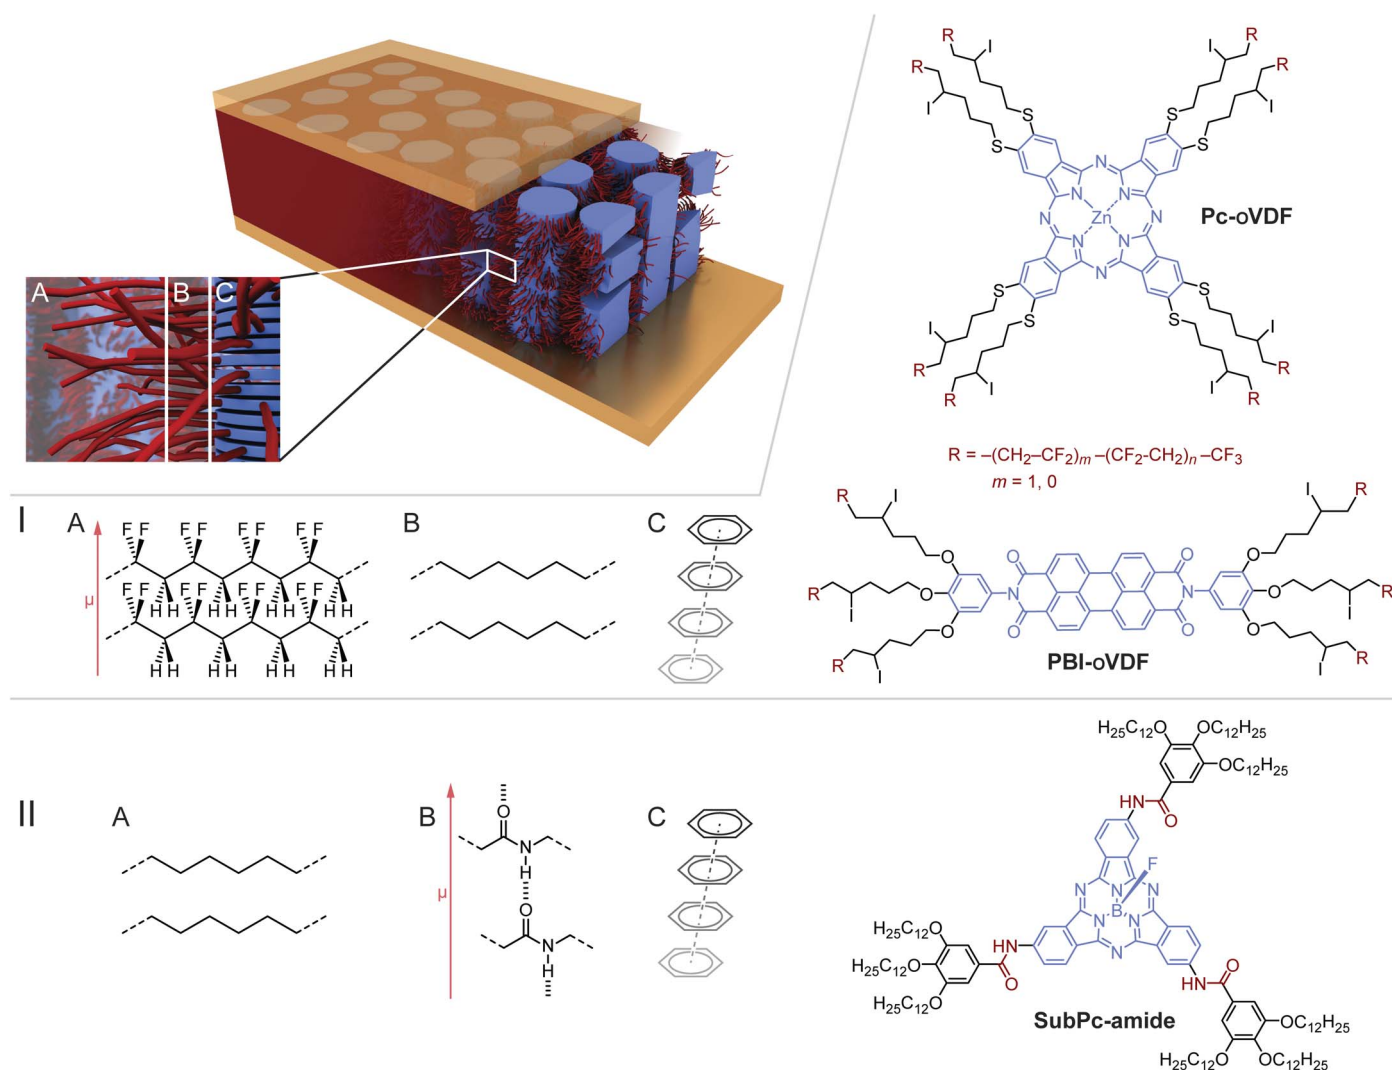 A B C
R I I R
R R
I I
S S
S S
N N N
N N
N Zn N
N N
N N N
Pc-oVDF
S S
S S
I I
R R
I I
R R
R = –(CH2–CF2)m–(CF2-CH2)n–CF3
m = 1, 0
I
A
μ
F F F F F F F F
H H H H H H H H
F F F F F F F F
H H H H H H H H
B
C
R I I R
O O O O
R O N N O R
I I
O O O O
R I I R
PBI-oVDF
II
A
B
μ
O
N
H
O
N
H
C
H25C12O OC12H25
OC12H25
HN O
F
N N
N B N N
N
H25C12O
H25C12O
H25C12O
HN
O
O
HN
OC12H25
H25C12O OC12H25
SubPc-amide